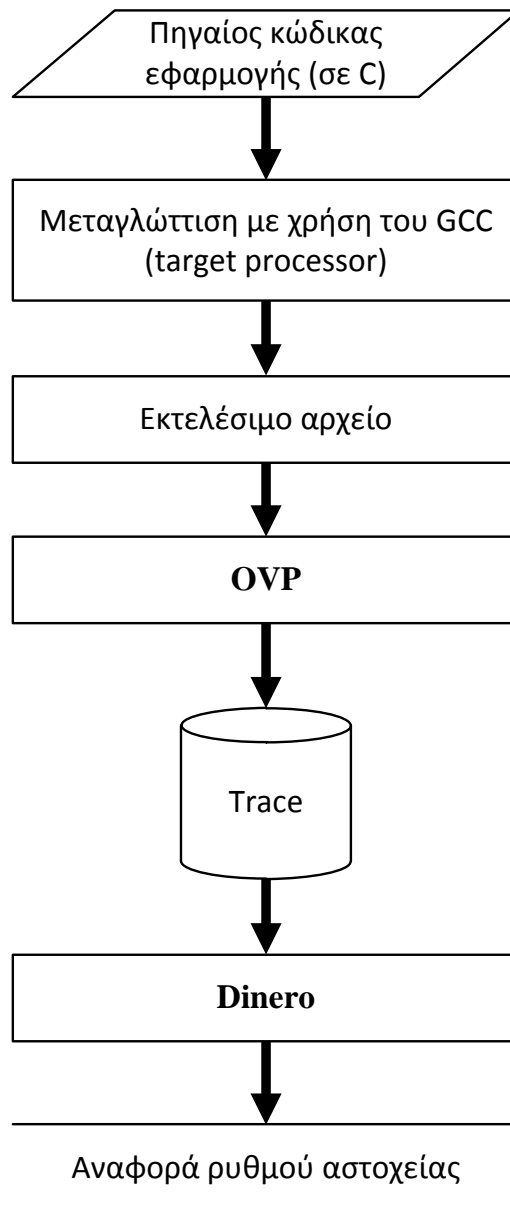 Πηγαίος κώδικας
εφαρμογής (σε C)
Μεταγλώττιση με χρήση του GCC
(target processor)
Εκτελέσιμο αρχείο
OVP
Trace
Dinero
Αναφορά ρυθμού αστοχείας